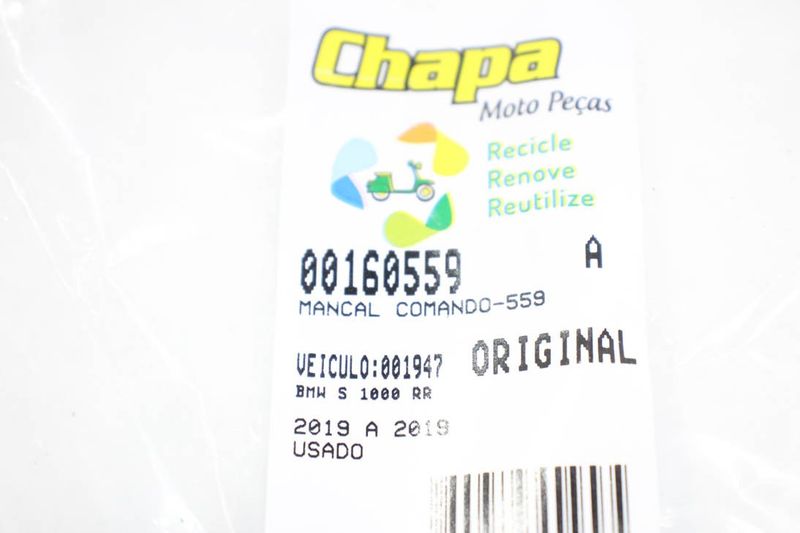 Chapa
Moto Peças
Recicle
Renove
Reutilize
00160559 A
MANCAL COMANDO-559
VEICULO:001947 ORIGINAL
BMW S 1000 RR
2019 A 2019
USADO